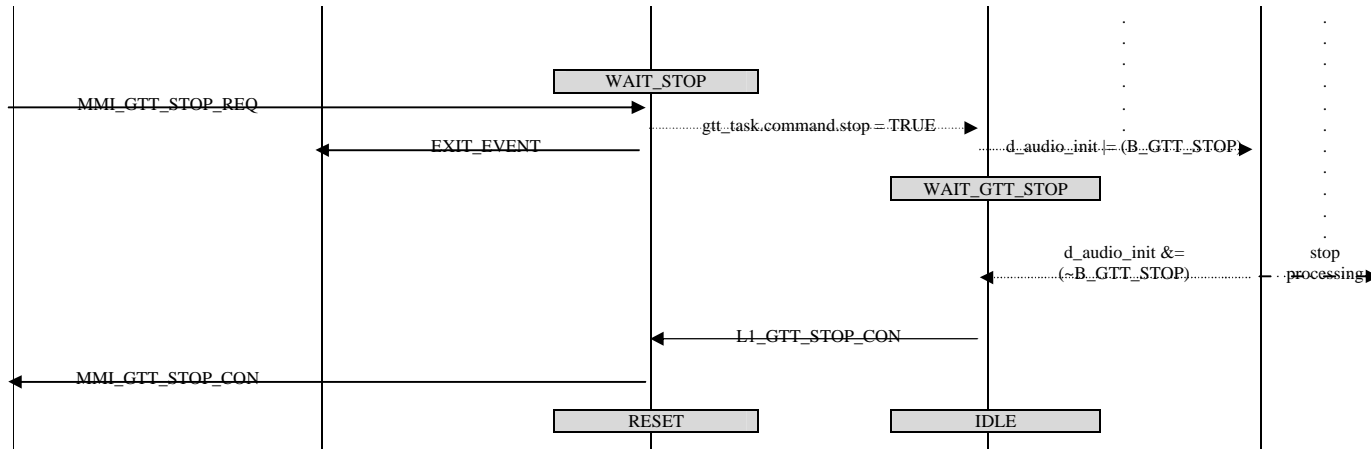 WAIT_STOP
MMI_GTT_STOP_REQ
gtt_task.command.stop = TRUE
EXIT_EVENT
d_audio_init |= (B_GTT_STOP)
WAIT_GTT_STOP
d_audio_init &=
(~B_GTT_STOP)
stop
processing
L1_GTT_STOP_CON
MMI_GTT_STOP_CON
RESET
IDLE